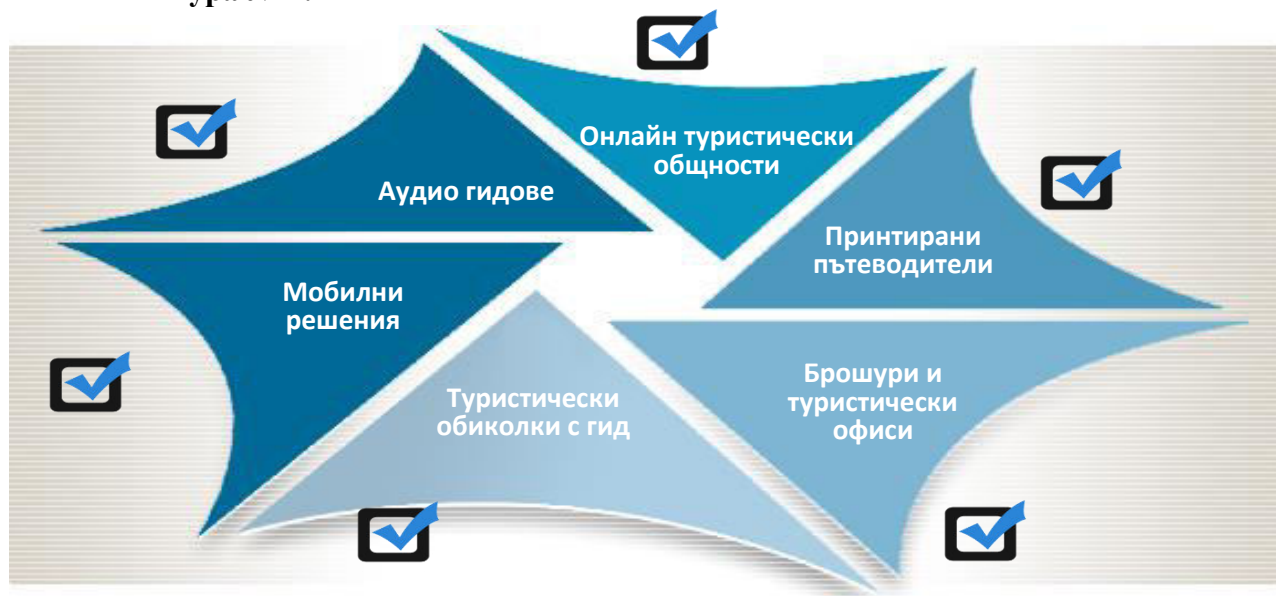 Онлайн туристически
общности
Аудио гидове
Принтирани
пътеводители
Мобилни
решения
Брошури и
туристически
офиси
Туристически
обиколки с гид